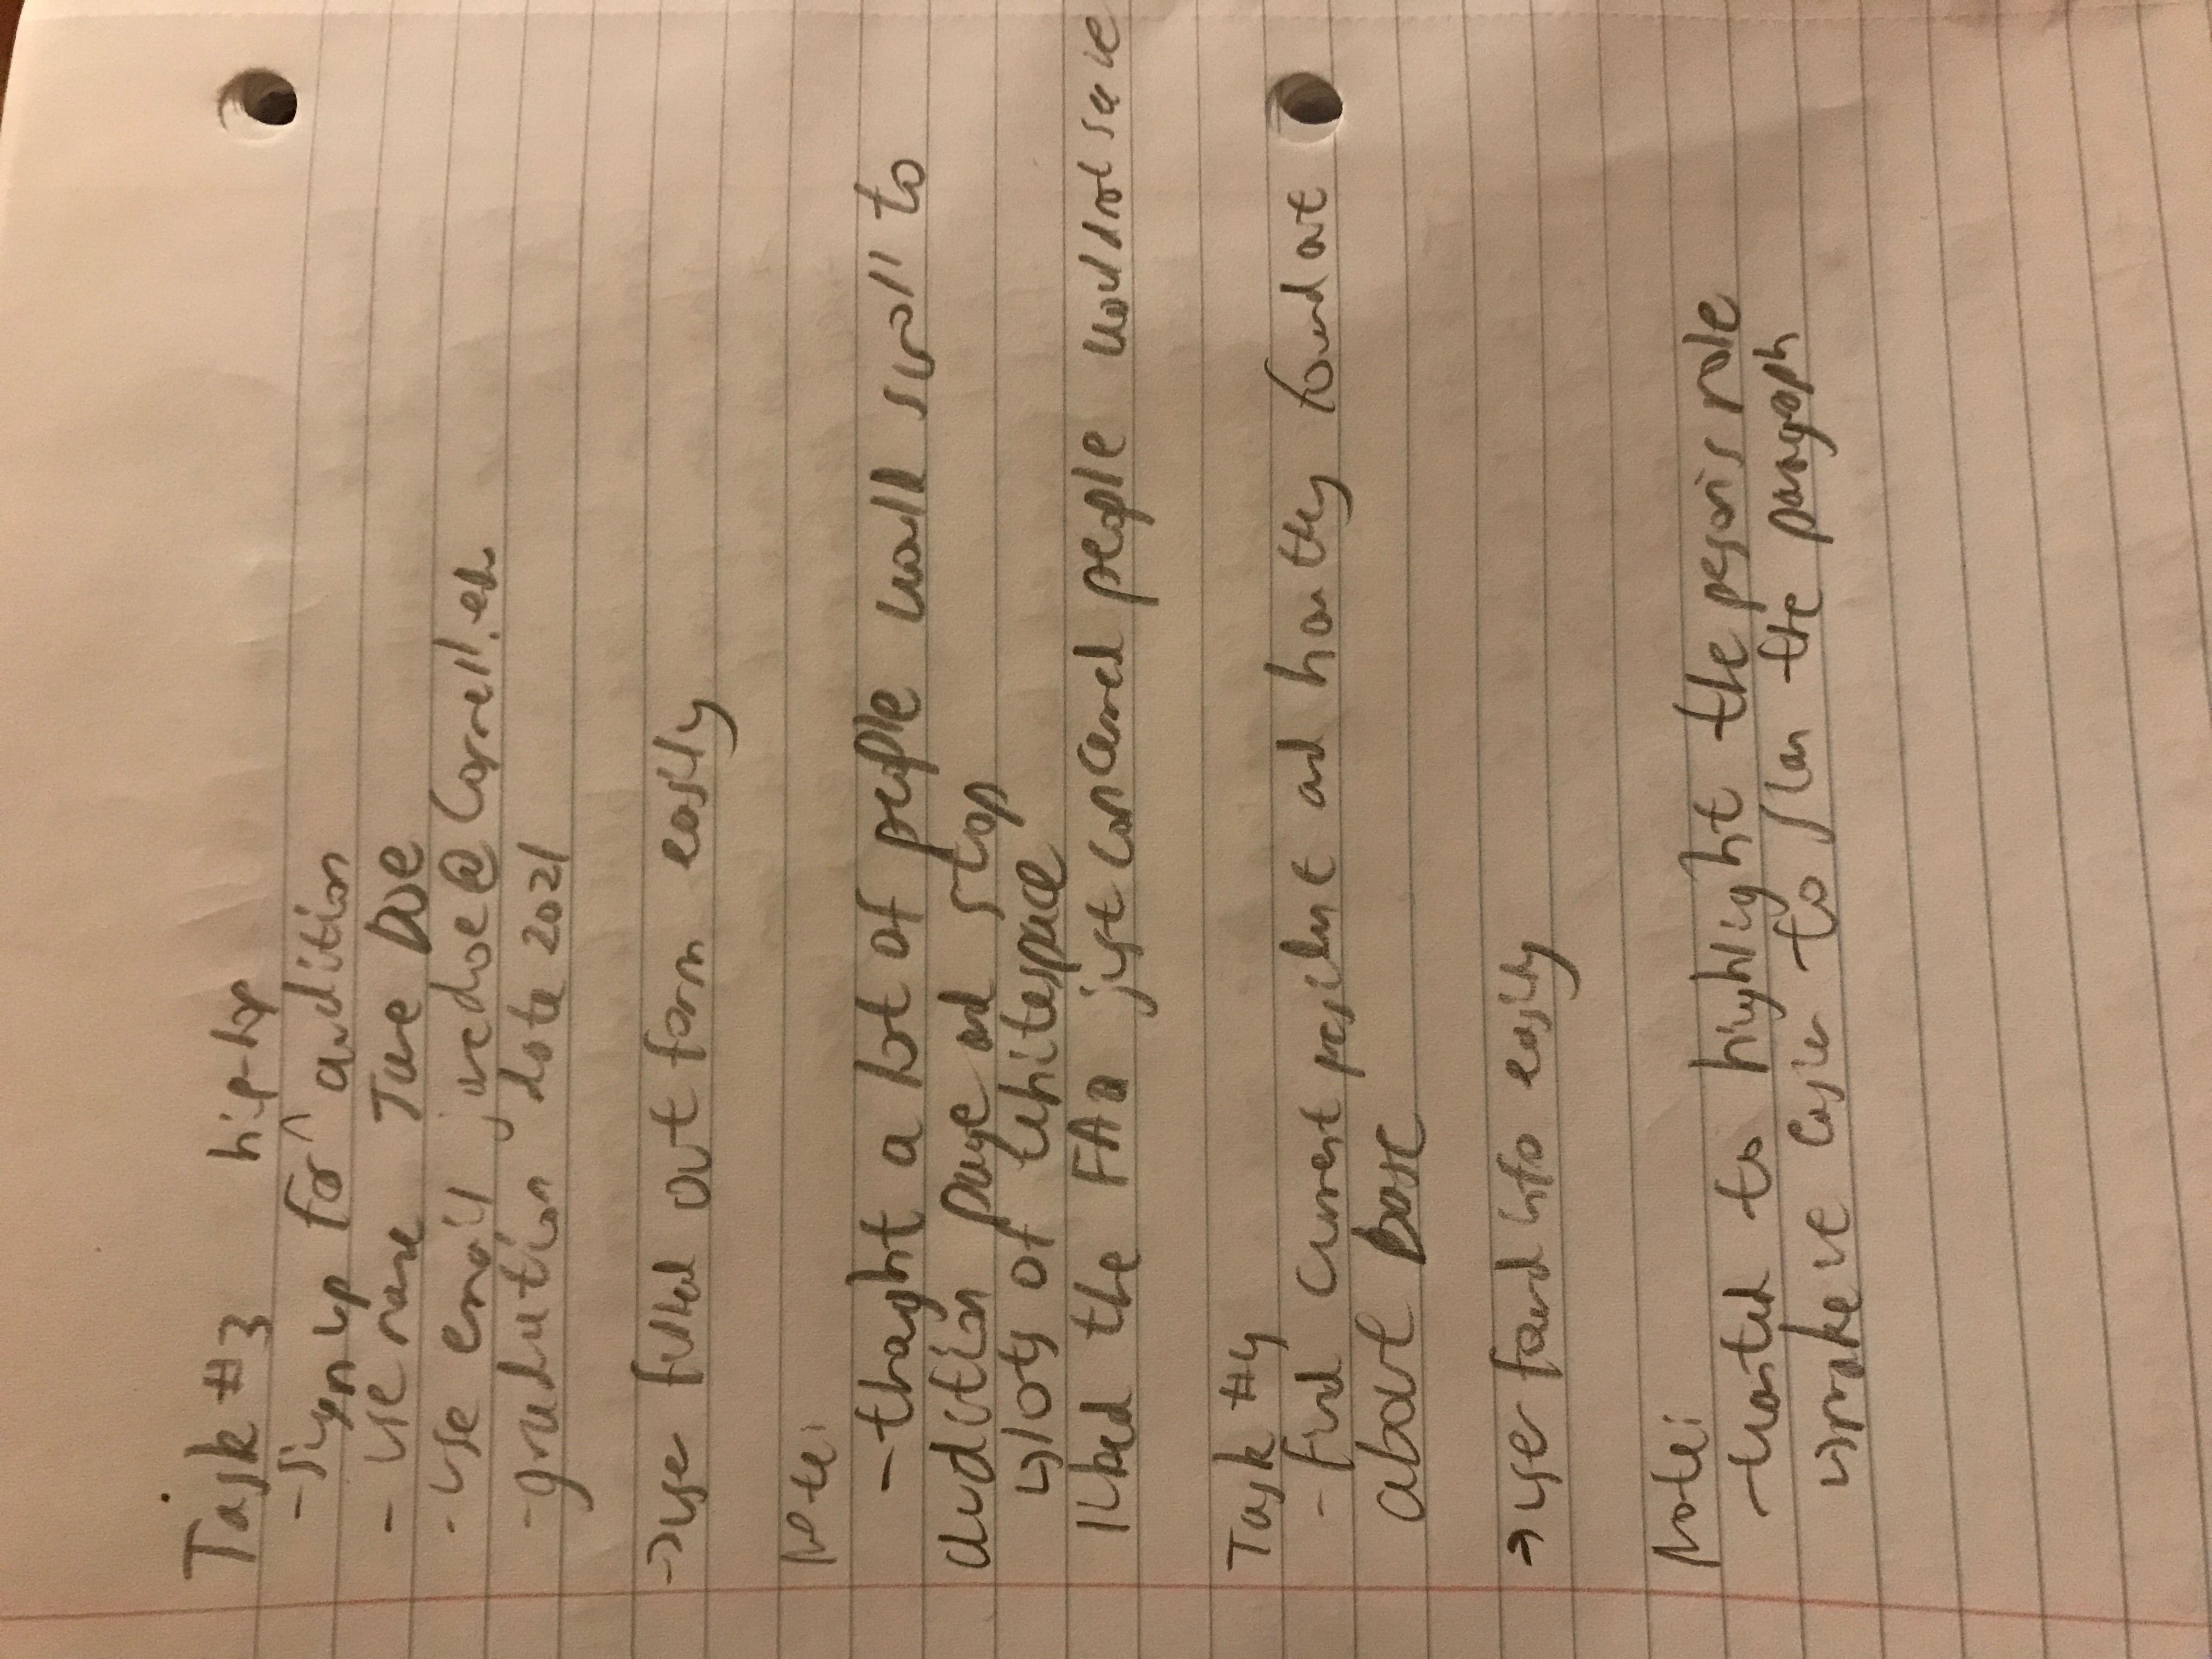 Task #3 hip-hop
- Sign up for ^ audition
- Use name Jane Doe
- use email janedoe@Cornell.edu
- graduation date 2021
→ user filled out form easily
Note:
- thought a lot of people would scroll to
audition page and stop
↳ lots of whitespace
liked the FAQ just concerned people would not see it
Task #4
- find current president and how they found out
about Base
→ user found info easily
Note:
- wanted to highlight the person's role
↳ make it easier to scan the paragraph